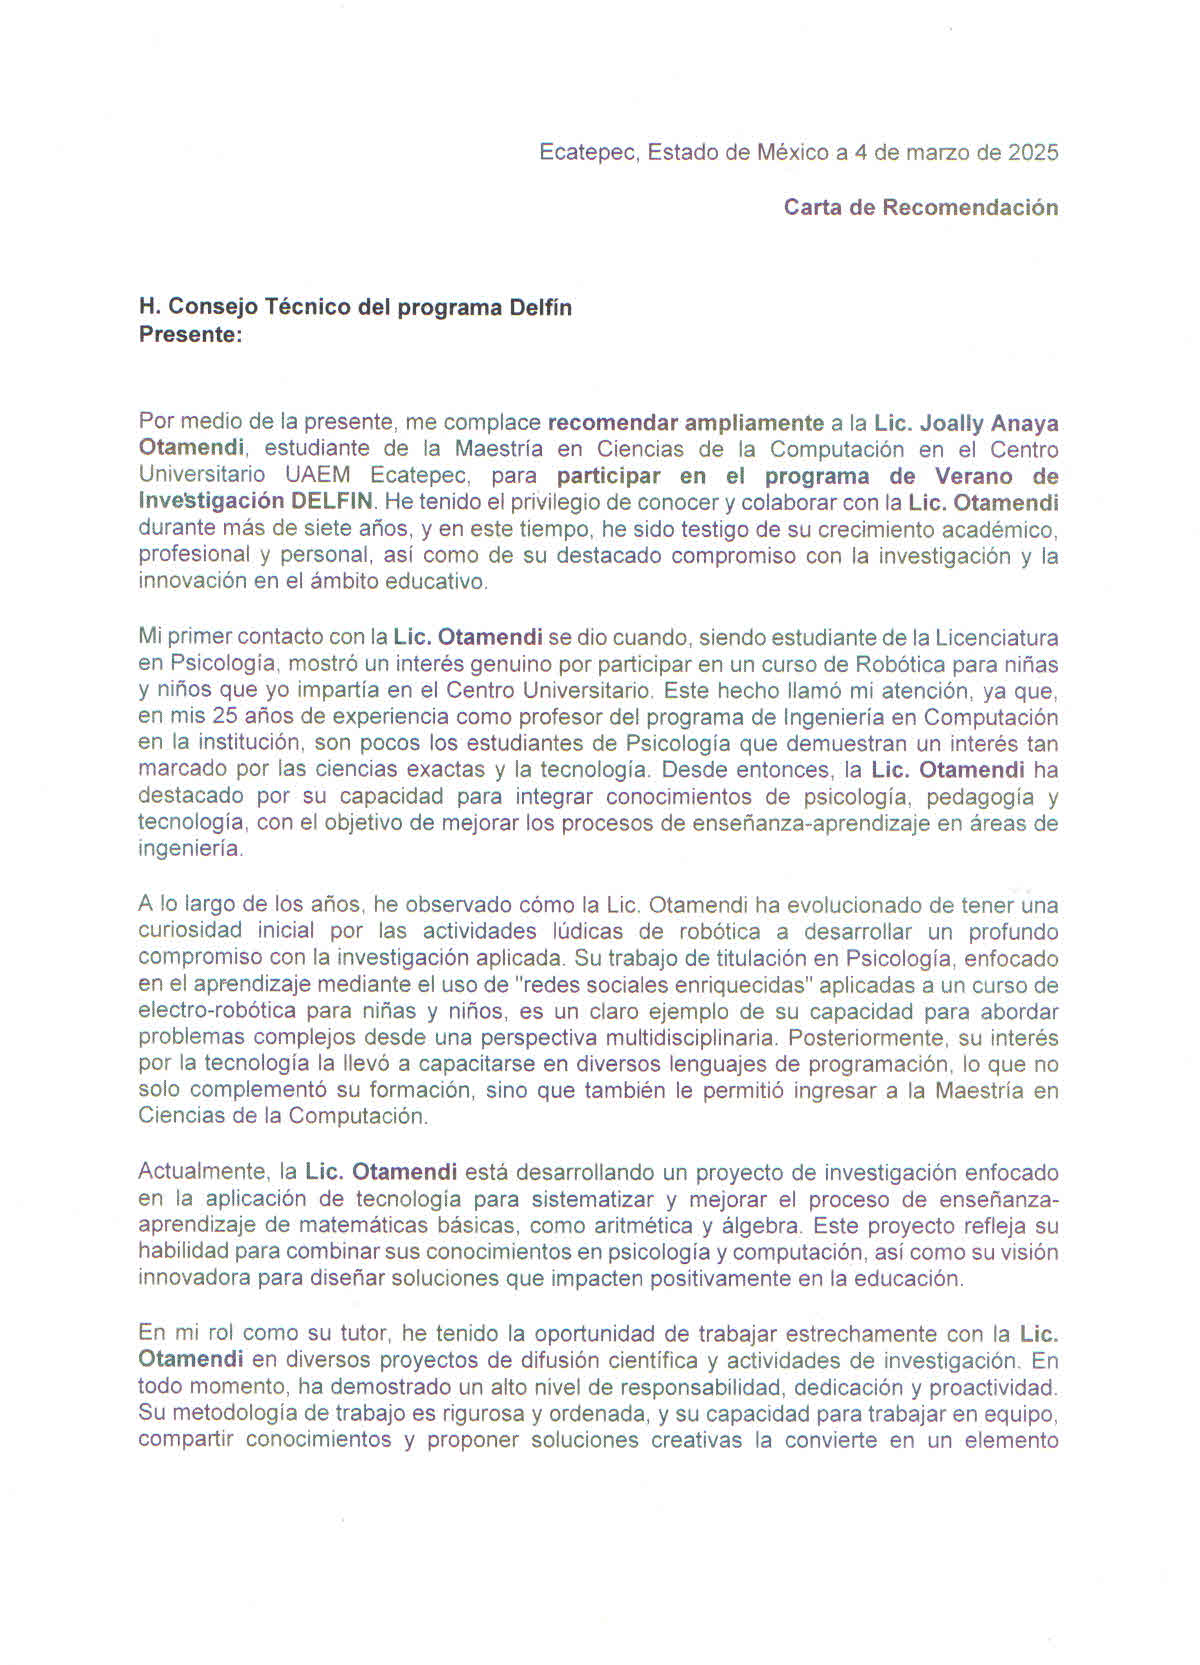 Ecatepec, Estado de México a 4 de marzo de 2025
Carta de Recomendación
H. Consejo Técnico del programa Delfín
Presente:
Por medio de la presente, me complace recomendar ampliamente a la Lic. Joally Anaya
Otamendi, estudiante de la Maestría en Ciencias de la Computación en el Centro
Universitario UAEM Ecatepec, para participar en el programa de Verano de
Investigación DELFIN. He tenido el privilegio de conocer y colaborar con la Lic. Otamendi
durante más de siete años, y en este tiempo, he sido testigo de su crecimiento académico,
profesional y personal, así como de su destacado compromiso con la investigación y la
innovación en el ámbito educativo.
Mi primer contacto con la Lic. Otamendi se dio cuando, siendo estudiante de la Licenciatura
en Psicología, mostró un interés genuino por participar en un curso de Robótica para niñas
y niños que yo impartía en el Centro Universitario. Este hecho llamó mi atención, ya que,
en mis 25 años de experiencia como profesor del programa de Ingeniería en Computación
en la institución, son pocos los estudiantes de Psicología que demuestran un interés tan
marcado por las ciencias exactas y la tecnología. Desde entonces, la Lic. Otamendi ha
destacado por su capacidad para integrar conocimientos de psicología, pedagogía y
tecnología, con el objetivo de mejorar los procesos de enseñanza-aprendizaje en áreas de
ingeniería.
A lo largo de los años, he observado cómo la Lic. Otamendi ha evolucionado de tener una
curiosidad inicial por las actividades lúdicas de robótica a desarrollar un profundo
compromiso con la investigación aplicada. Su trabajo de titulación en Psicología, enfocado
en el aprendizaje mediante el uso de "redes sociales enriquecidas" aplicadas a un curso de
electro-robótica para niñas y niños, es un claro ejemplo de su capacidad para abordar
problemas complejos desde una perspectiva multidisciplinaria. Posteriormente, su interés
por la tecnología la llevó a capacitarse en diversos lenguajes de programación, lo que no
solo complementó su formación, sino que también le permitió ingresar a la Maestría en
Ciencias de la Computación.
Actualmente, la Lic. Otamendi está desarrollando un proyecto de investigación enfocado
en la aplicación de tecnología para sistematizar y mejorar el proceso de enseñanza-
aprendizaje de matemáticas básicas, como aritmética y álgebra. Este proyecto refleja su
habilidad para combinar sus conocimientos en psicología y computación, así como su visión
innovadora para diseñar soluciones que impacten positivamente en la educación.
En mi rol como su tutor, he tenido la oportunidad de trabajar estrechamente con la Lic.
Otamendi en diversos proyectos de difusión científica y actividades de investigación. En
todo momento, ha demostrado un alto nivel de responsabilidad, dedicación y proactividad.
Su metodología de trabajo es rigurosa y ordenada, y su capacidad para trabajar en equipo,
compartir conocimientos y proponer soluciones creativas la convierte en un elemento